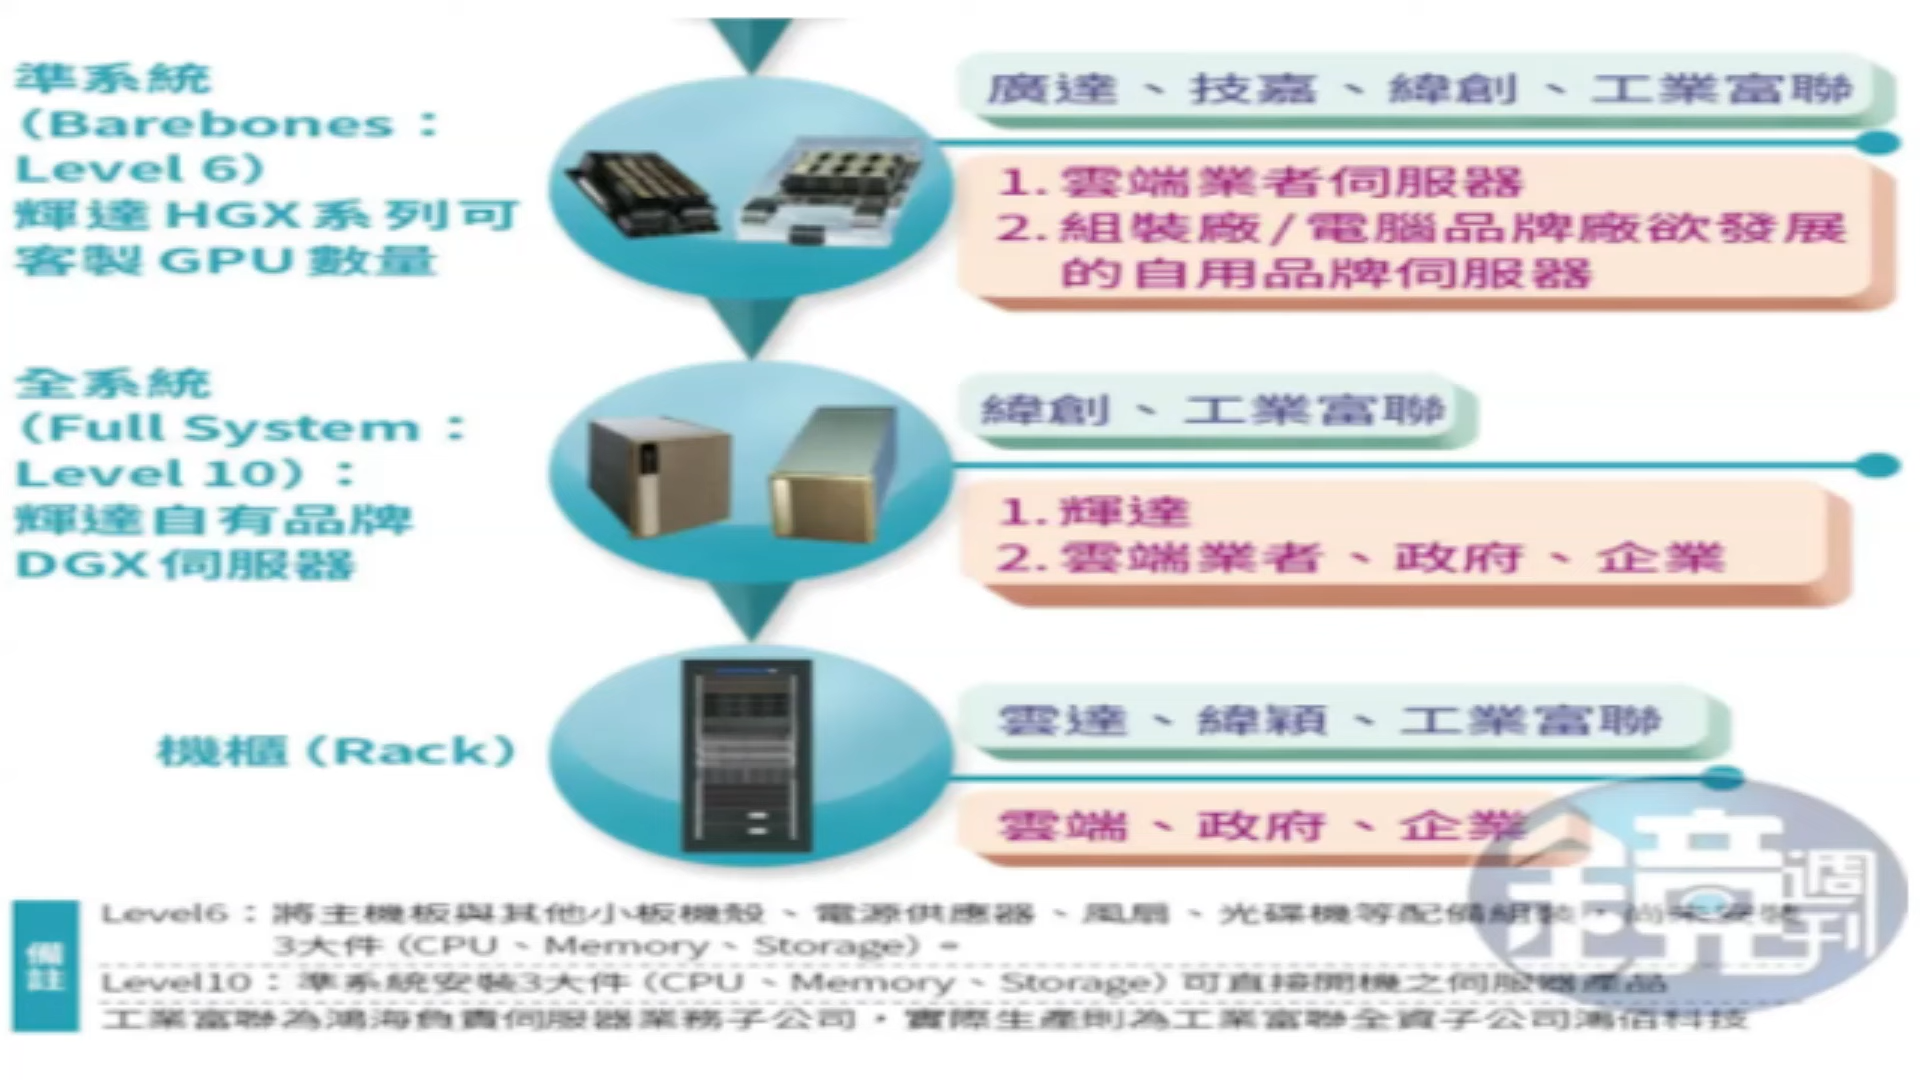 準系統
(Barebones：
Level 6)
輝達 HGX 系列可
客製 GPU 數量
廣達、技嘉、緯創、工業富聯
1. 雲端業者伺服器
2. 組裝廠/電腦品牌廠欲發展
的自用品牌伺服器
全系統
(Full System：
Level 10)：
輝達自有品牌
DGX 伺服器
緯創、工業富聯
1. 輝達
2. 雲端業者、政府、企業
機櫃 (Rack)
雲達、緯穎、工業富聯
雲端、政府、企業
鏡週刊
備註
Level6：將主機板與其他小板機殼、電源供應器、風扇、光碟機等配備組裝，尚未安裝
3大件 (CPU、Memory、Storage)。
Level10：準系統安裝3大件 (CPU、Memory、Storage) 可直接開機之伺服器產品
工業富聯為鴻海負責伺服器業務子公司，實際生產則為工業富聯全資子公司鴻佰科技